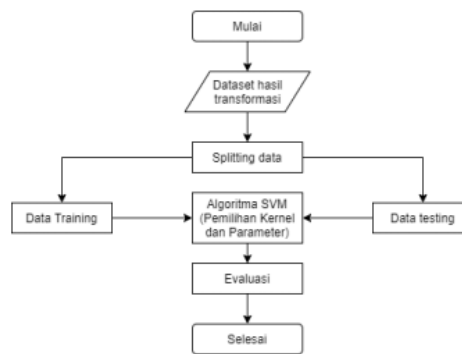 Mulai
Dataset hasil
transformasi
Splitting data
Data Training
Algoritma SVM
(Pemilihan Kernel
dan Parameter)
Data testing
Evaluasi
Selesai